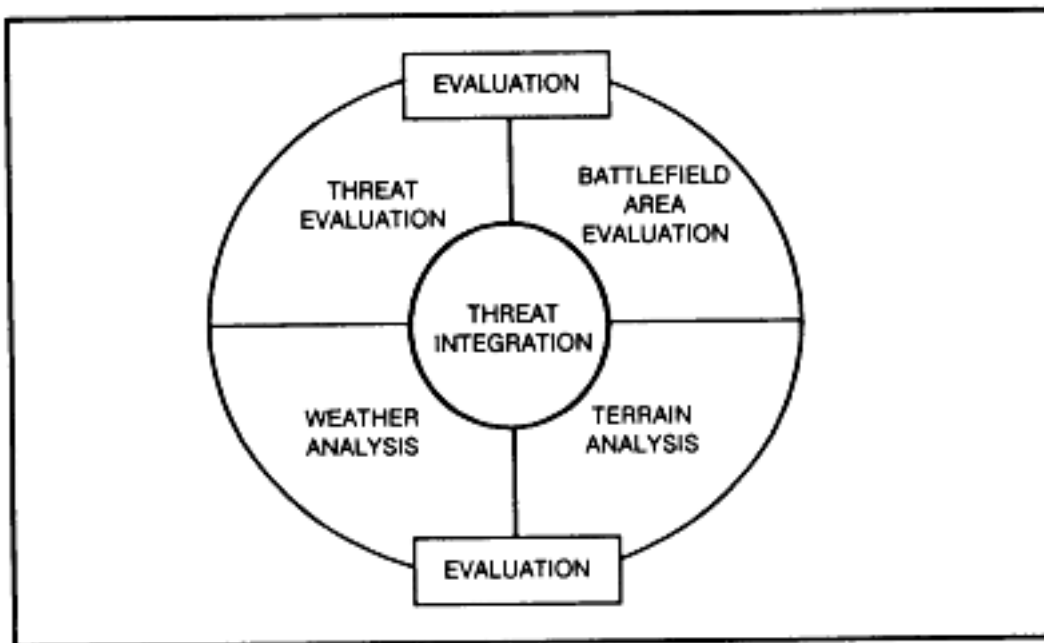 EVALUATION
THREAT
EVALUATION
BATTLEFIELD
AREA
EVALUATION
THREAT
INTEGRATION
WEATHER
ANALYSIS
TERRAIN
ANALYSIS
EVALUATION